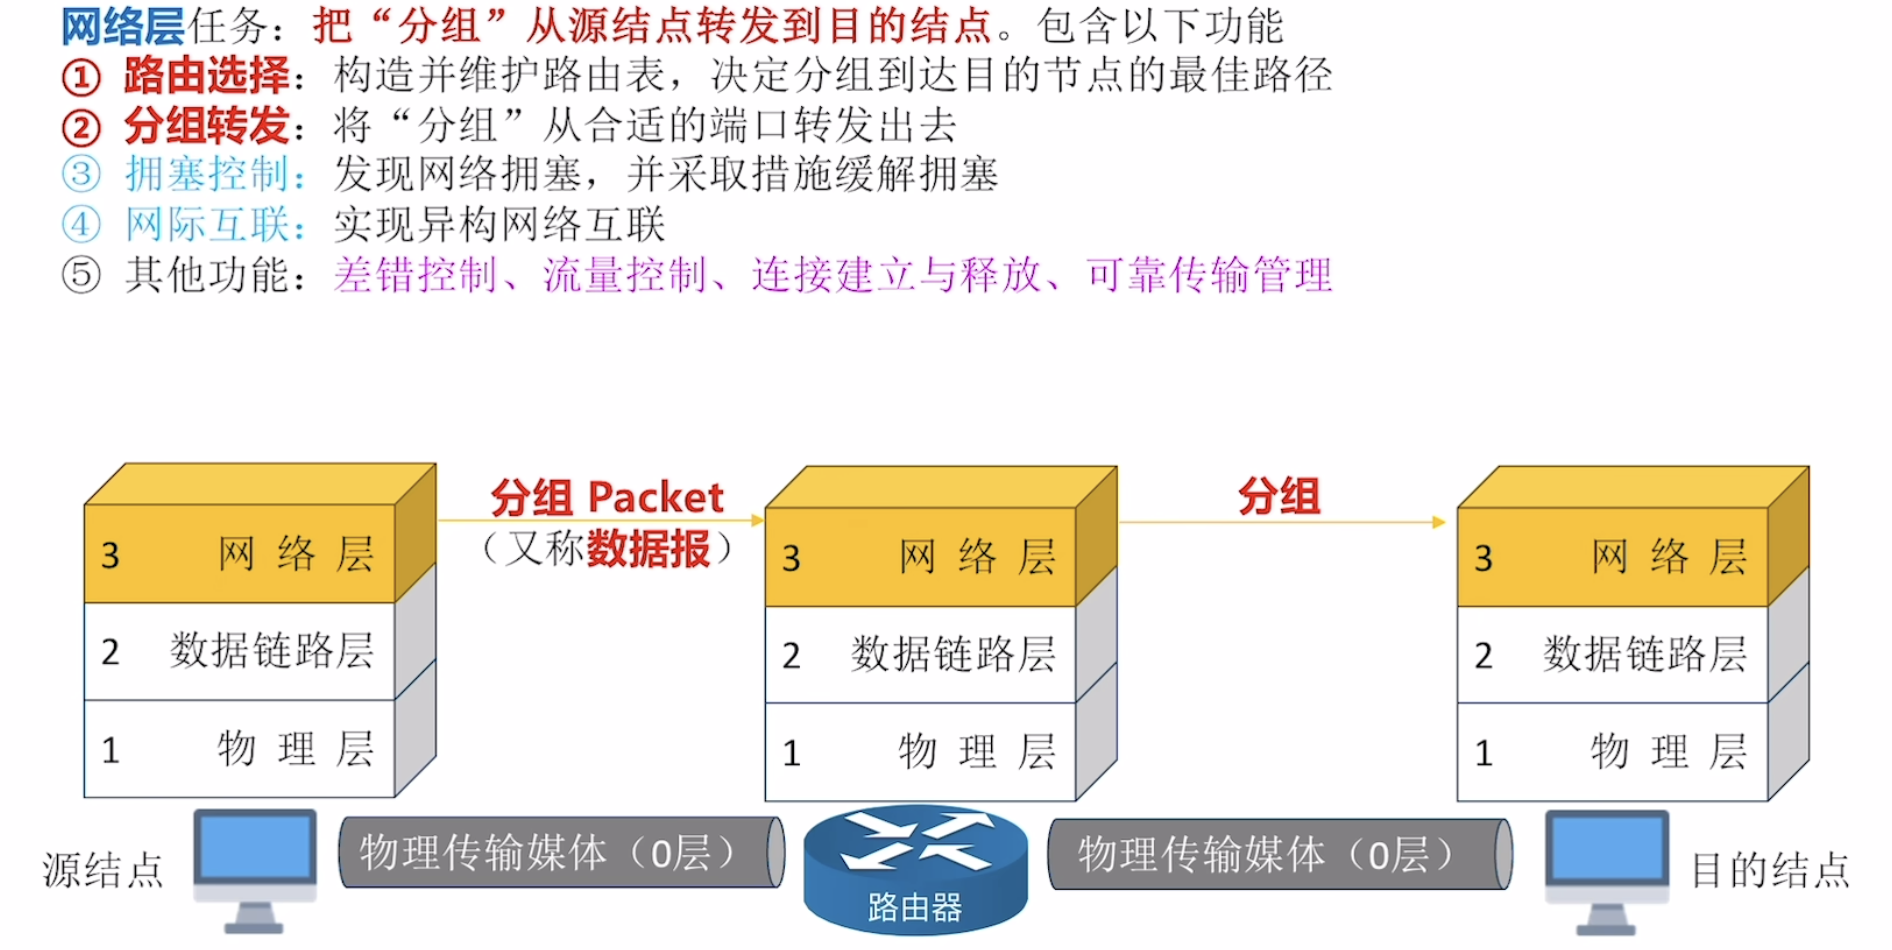 网络层任务：把“分组”从源结点转发到目的结点。包含以下功能
① 路由选择：构造并维护路由表，决定分组到达目的节点的最佳路径
② 分组转发：将“分组”从合适的端口转发出去
③ 拥塞控制：发现网络拥塞，并采取措施缓解拥塞
④ 网际互联：实现异构网络互联
⑤ 其他功能：差错控制、流量控制、连接建立与释放、可靠传输管理
分组 Packet
（又称数据报）
分组
3 网络层
2 数据链路层
1 物理层
3 网络层
2 数据链路层
1 物理层
3 网络层
2 数据链路层
1 物理层
源结点
物理传输媒体（0层）
路由器
物理传输媒体（0层）
目的结点